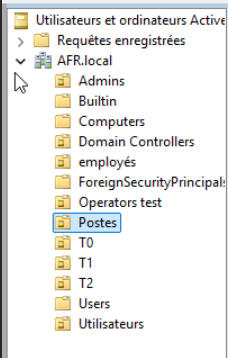 Utilisateurs et ordinateurs Active
Requêtes enregistrées
AFR.local
Admins
Builtin
Computers
Domain Controllers
employés
ForeignSecurityPrincipals
Operators test
Postes
T0
T1
T2
Users
Utilisateurs